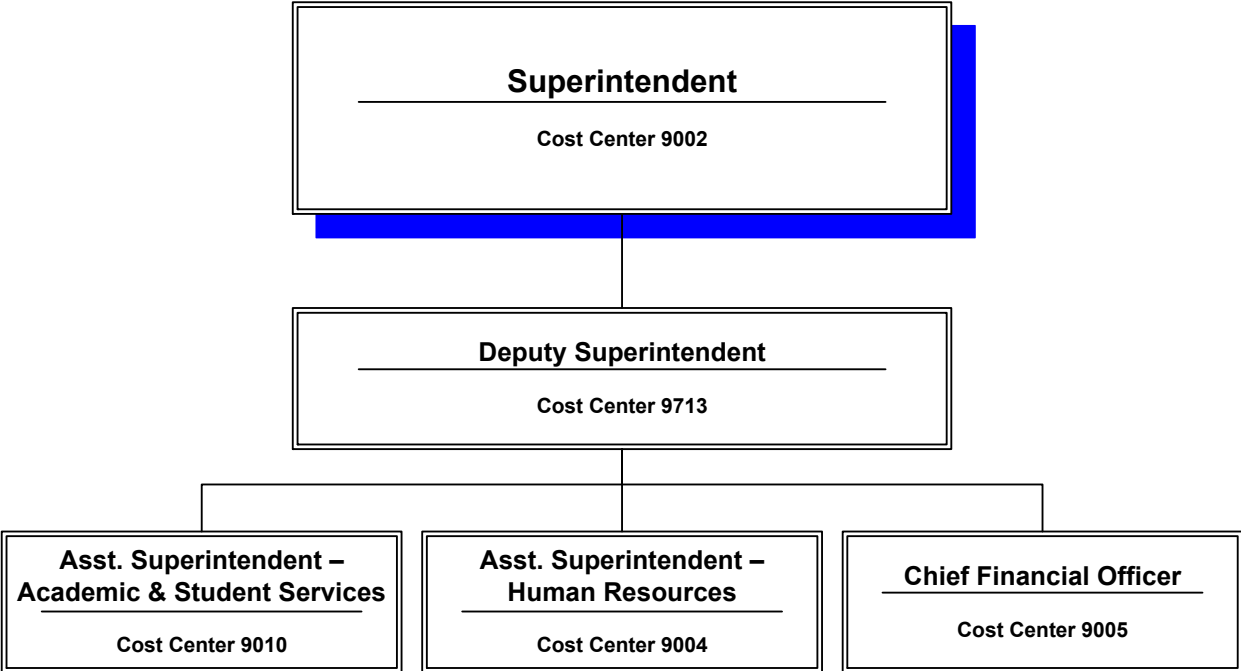 Superintendent
Cost Center 9002
Deputy Superintendent
Cost Center 9713
Asst. Superintendent –
Academic & Student Services
Cost Center 9010
Asst. Superintendent –
Human Resources
Cost Center 9004
Chief Financial Officer
Cost Center 9005